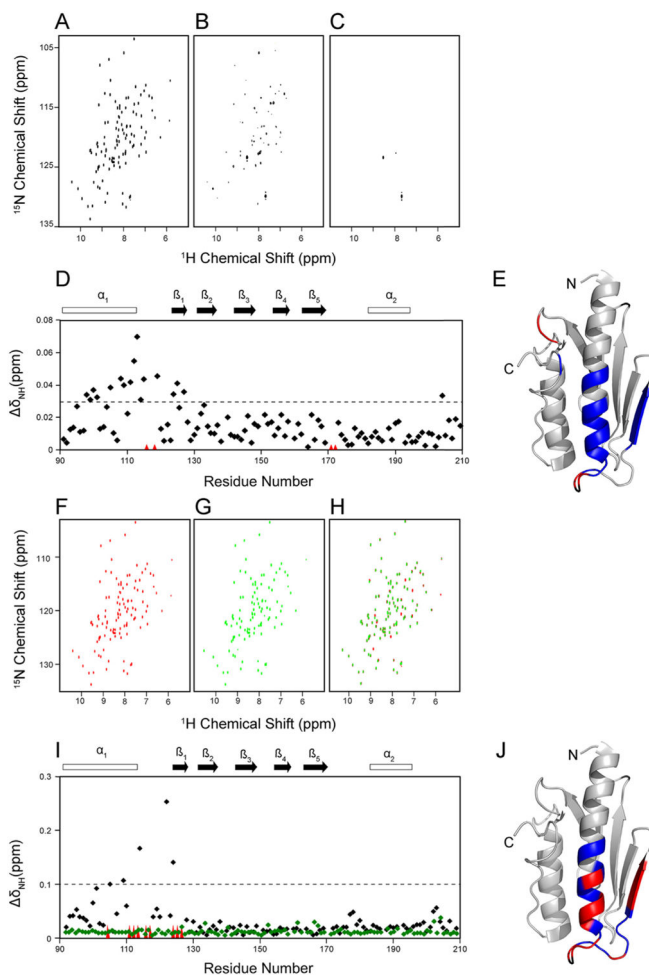 A
B
C
105
115
125
135
¹⁵N Chemical Shift (ppm)
10 8 6
10 8 6
10 8 6
¹H Chemical Shift (ppm)
D
α₁
ß₁
ß₂
ß₃
ß₄
ß₅
α₂
0.08
0.06
0.04
0.02
0
Δδ_NH(ppm)
90 110 130 150 170 190 210
Residue Number
E
N
C
F
G
H
110
120
130
¹⁵N Chemical Shift (ppm)
10 9 8 7 6
10 9 8 7 6
10 9 8 7 6
¹H Chemical Shift (ppm)
I
α₁
ß₁
ß₂
ß₃
ß₄
ß₅
α₂
0.3
0.2
0.1
0
Δδ_NH(ppm)
90 110 130 150 170 190 210
Residue Number
J
N
C